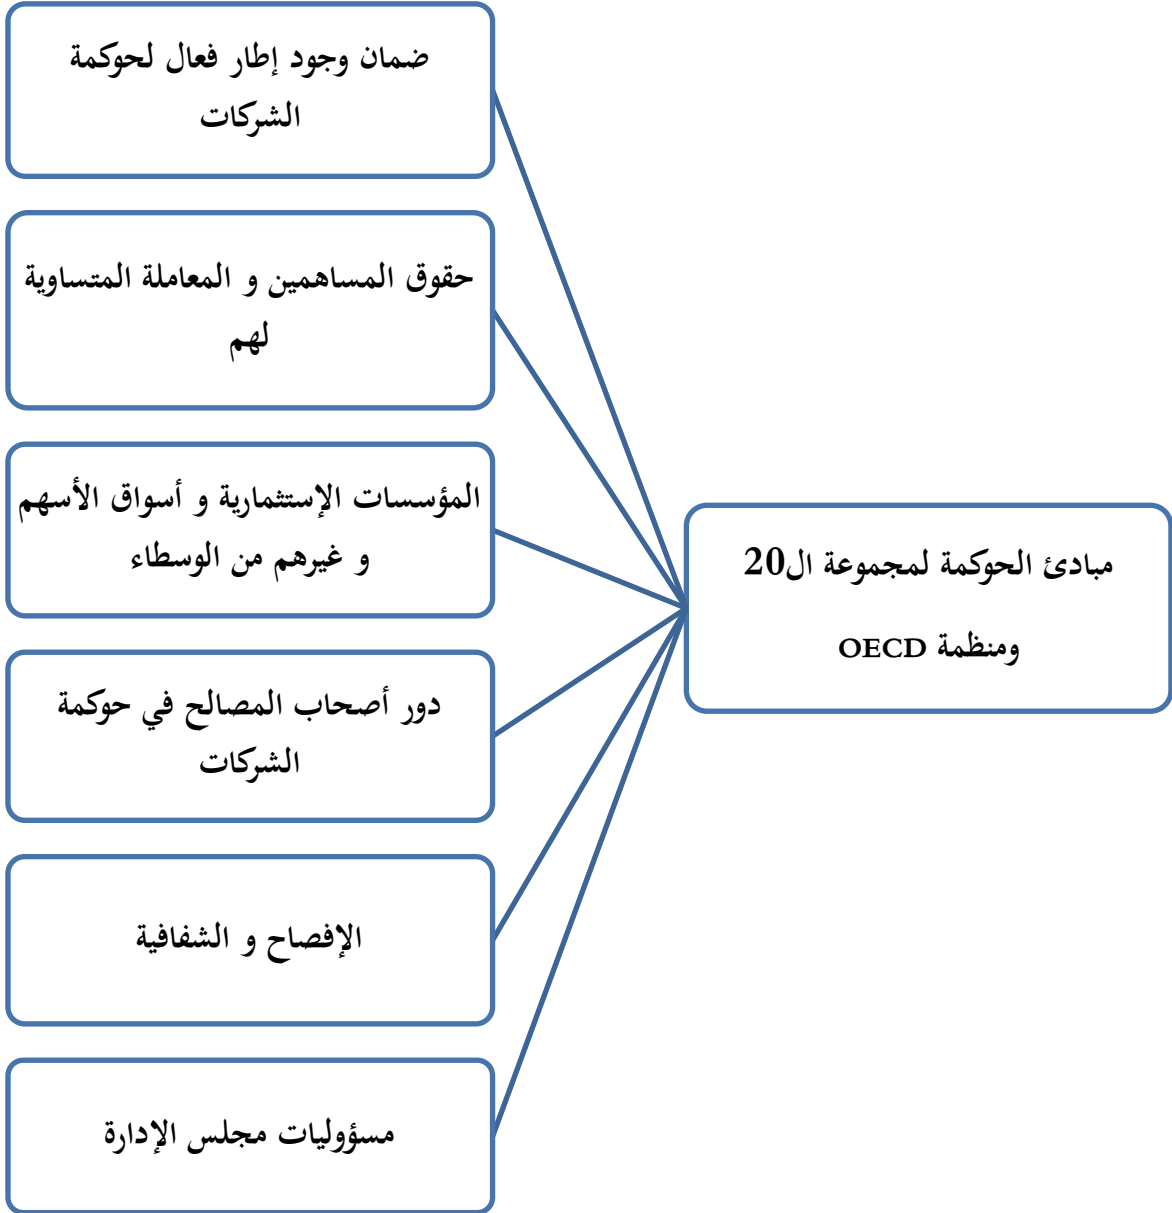 مبادئ الحوكمة لمجموعة ال20
ومنظمة OECD
ضمان وجود إطار فعال لحوكمة
الشركات
حقوق المساهمين و المعاملة المتساوية
لهم
المؤسسات الإستثمارية و أسواق الأسهم
و غيرهم من الوسطاء
دور أصحاب المصالح في حوكمة
الشركات
الإفصاح و الشفافية
مسؤوليات مجلس الإدارة